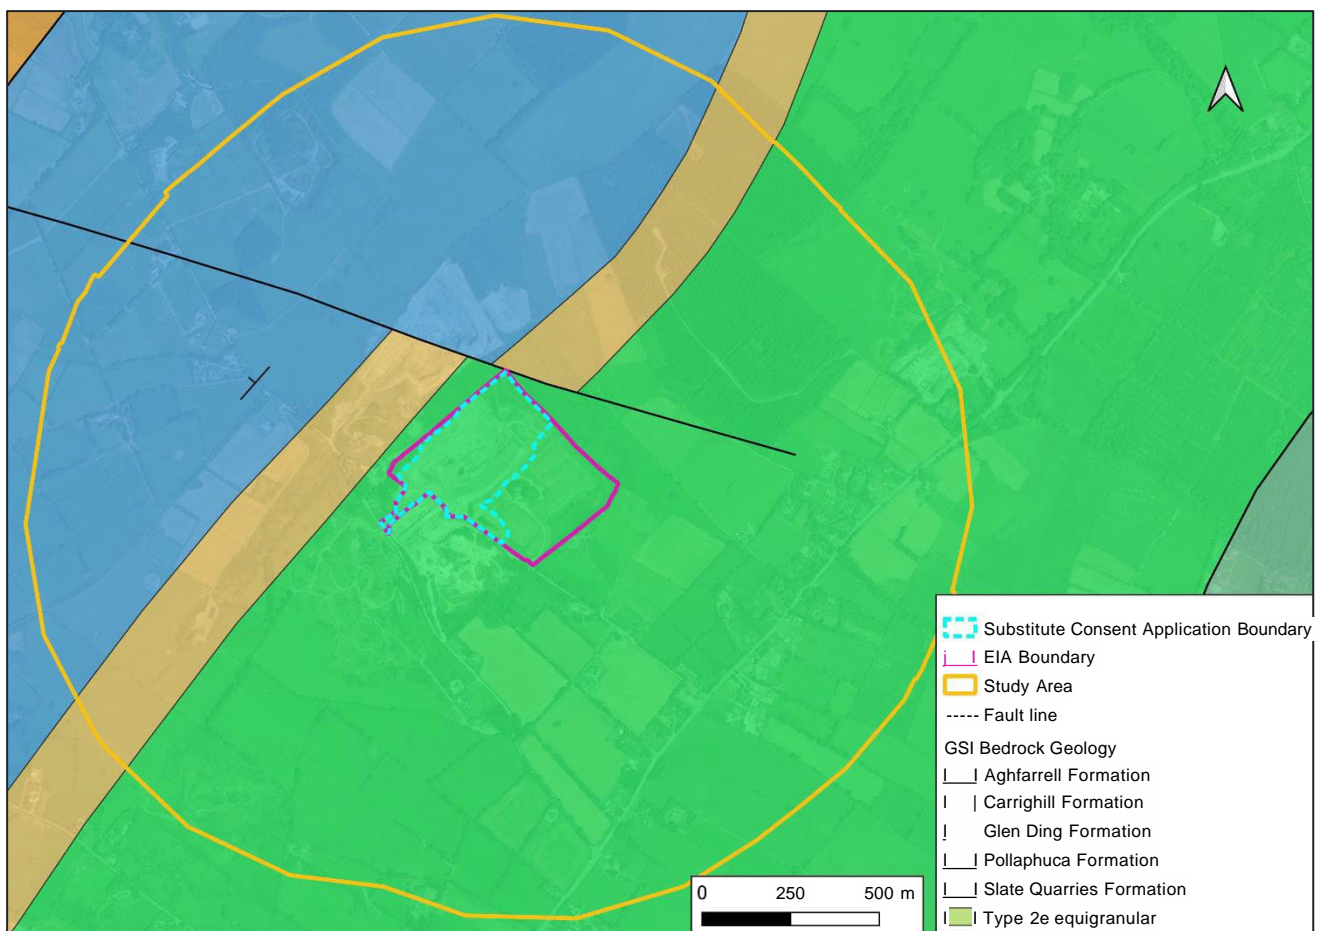 Substitute Consent Application Boundary
EIA Boundary
Study Area
Fault line
GSI Bedrock Geology
Aghfarrell Formation
Carrighill Formation
Glen Ding Formation
Pollaphuca Formation
Slate Quarries Formation
Type 2e equigranular
0 250 500 m